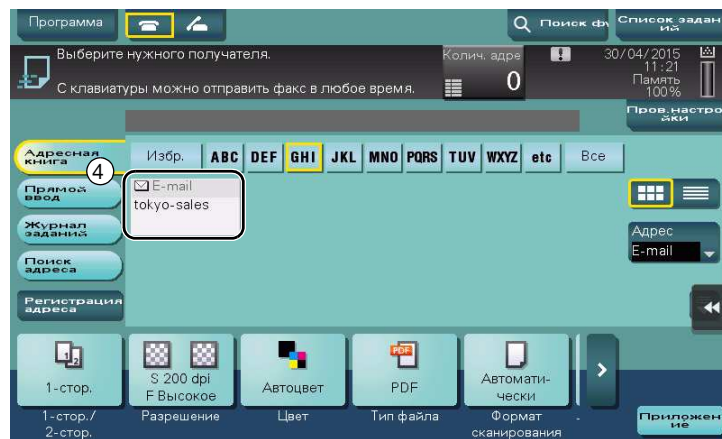 Программа
Поиск фу
Список задан
ий
Выберите нужного получателя.
С клавиатуры можно отправить факс в любое время.
Колич. адре
0
30/04/2015
11:21
Память
100%
Пров.настро
йки
Адресная
книга
Избр.
ABC
DEF
GHI
JKL
MNO
PQRS
TUV
WXYZ
etc
Все
4
Прямой
ввод
E-mail
tokyo-sales
Журнал
заданий
Адрес
E-mail
Поиск
адреса
Регистрация
адреса
1-стор.
S 200 dpi
F Высокое
Автоцвет
PDF
PDF
Автомати-
чески
1-стор./
2-стор.
Разрешение
Цвет
Тип файла
Формат
сканирования
Приложен
ие